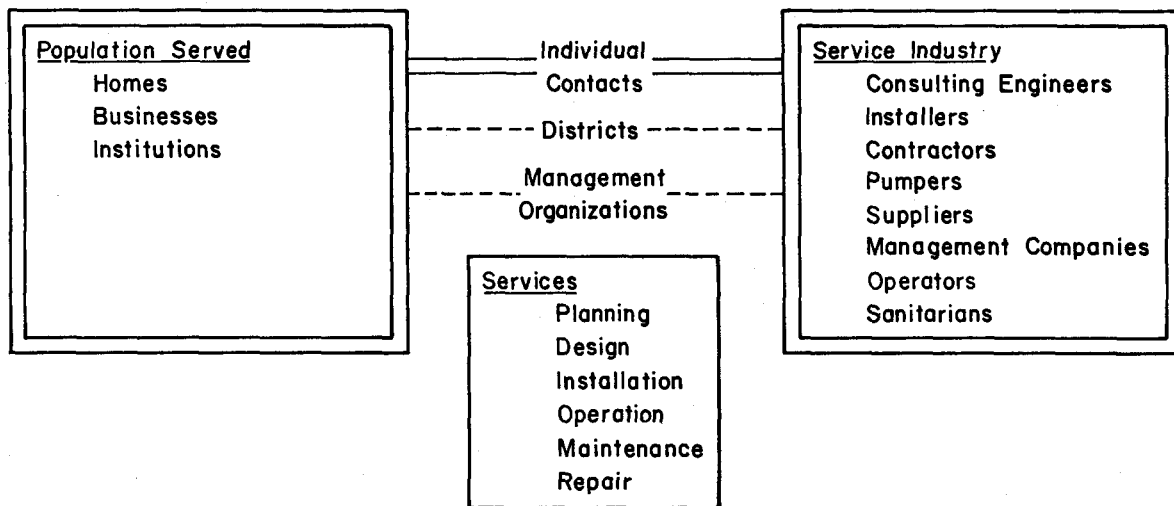 Population Served
Homes
Businesses
Institutions
Individual
Contacts
Districts
Management
Organizations
Service Industry
Consulting Engineers
Installers
Contractors
Pumpers
Suppliers
Management Companies
Operators
Sanitarians
Services
Planning
Design
Installation
Operation
Maintenance
Repair